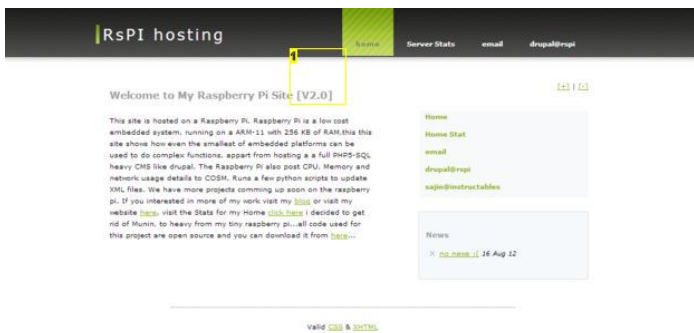 RsPI hosting
home Server Stats email drupal@rspi
1
[+] | [-]
Welcome to My Raspberry Pi Site [V2.0]
This site is hosted on a Raspberry Pi. Raspberry Pi is a low cost
embedded system, running on a ARM-11 with 256 KB of RAM.this this
site shows how even the smallest of embedded platforms can be
used to do complex functions, appart from hosting a a full PHP5-SQL
heavy CMS like drupal. The Raspberry Pi also post CPU, Memory and
network usage details to COSM, Runs a few python scripts to update
XML files. We have more projects comming up soon on the raspberry
pi. If you interested in more of my work visit my blog or visit my
website here, visit the Stats for my Home click here i decided to get
rid of Munin, to heavy from my tiny raspberry pi...all code used for
this project are open source and you can download it from here...
Home
Home Stat
email
drupal@rspi
sajin@instructables
News
× no news :( 16 Aug 12
Valid CSS & XHTML